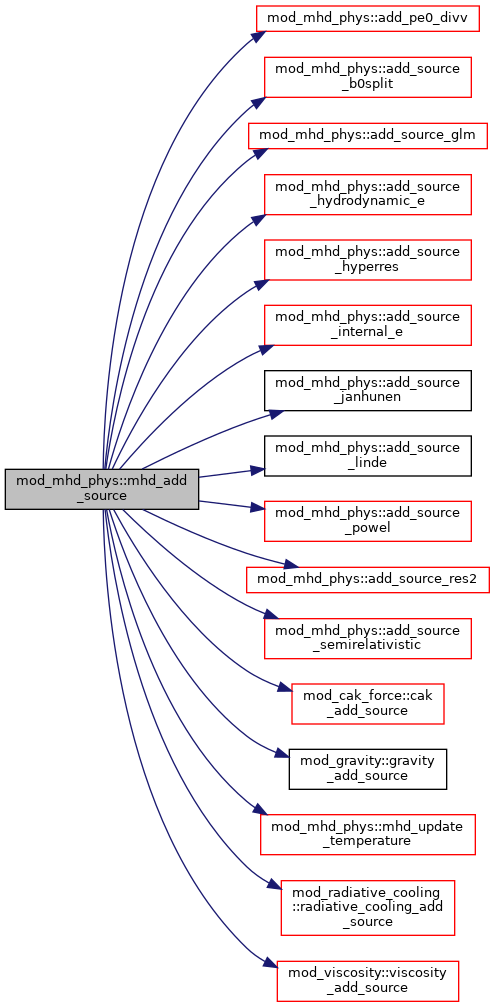 mod_mhd_phys::add_pe0_divv
mod_mhd_phys::add_source
_b0split
mod_mhd_phys::add_source_glm
mod_mhd_phys::add_source
_hydrodynamic_e
mod_mhd_phys::add_source
_hyperres
mod_mhd_phys::add_source
_internal_e
mod_mhd_phys::add_source
_janhunen
mod_mhd_phys::add_source
_linde
mod_mhd_phys::mhd_add
_source
mod_mhd_phys::add_source
_powel
mod_mhd_phys::add_source_res2
mod_mhd_phys::add_source
_semirelativistic
mod_cak_force::cak
_add_source
mod_gravity::gravity
_add_source
mod_mhd_phys::mhd_update
_temperature
mod_radiative_cooling
::radiative_cooling_add
_source
mod_viscosity::viscosity
_add_source